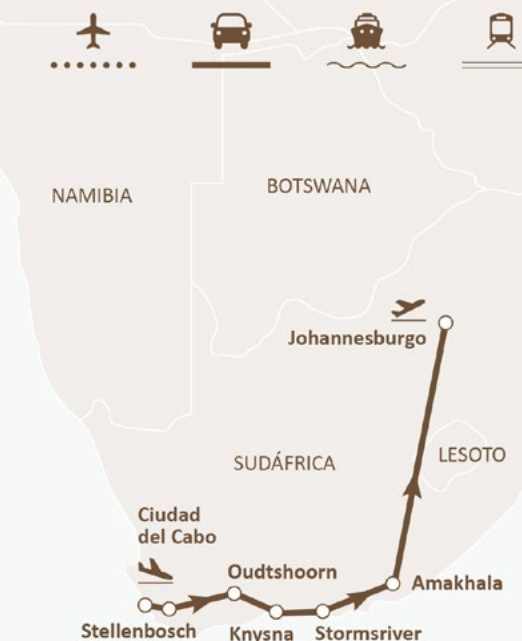 NAMIBIA
BOTSWANA
Johannesburgo
SUDÁFRICA
LESOTO
Ciudad
del Cabo
Oudtshoorn
Amakhala
Stellenbosch
Knysna
Stormsriver